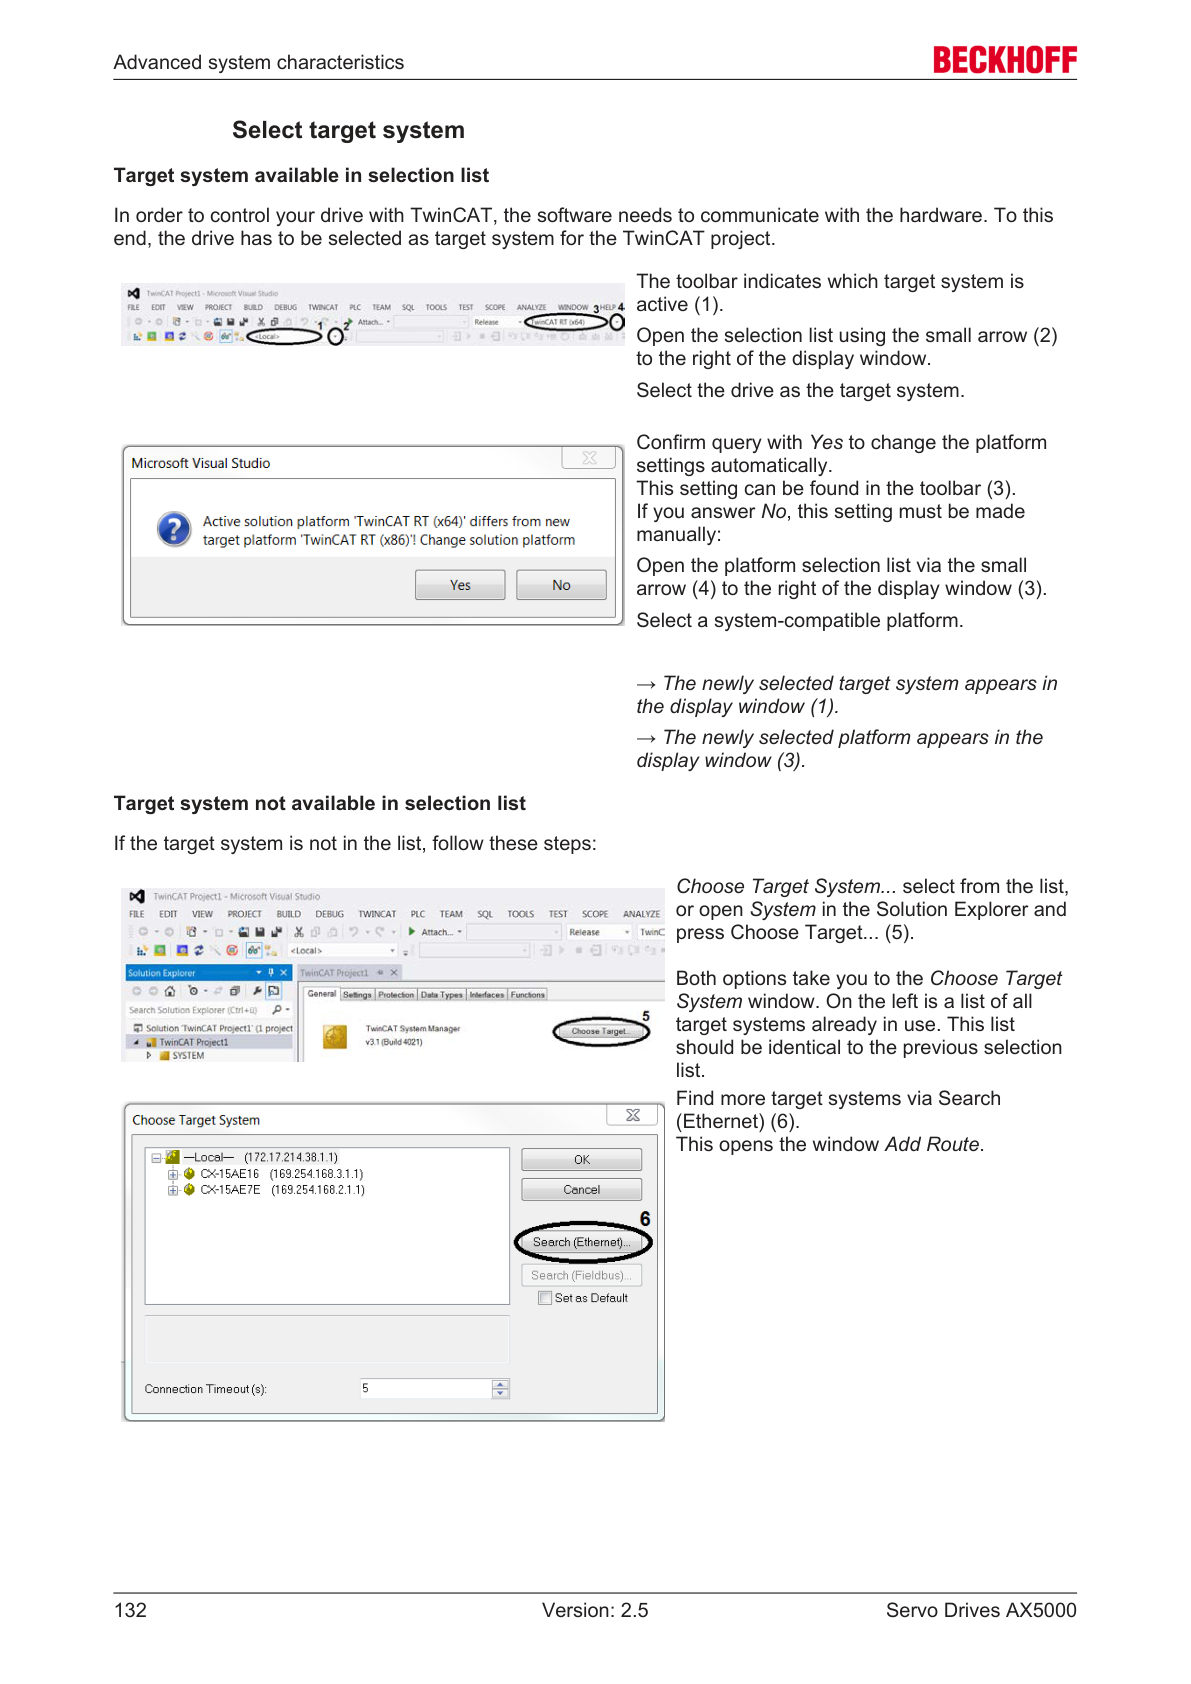 Advanced system characteristics
BECKHOFF
Select target system
Target system available in selection list
In order to control your drive with TwinCAT, the software needs to communicate with the hardware. To this
end, the drive has to be selected as target system for the TwinCAT project.
TwinCAT Project1 - Microsoft Visual Studio
FILE EDIT VIEW PROJECT BUILD DEBUG TWINCAT PLC TEAM SQL TOOLS TEST SCOPE ANALYZE WINDOW 3 HELP 4
Attach... Release TwinCAT RT (x64)
1 2
<Local>
The toolbar indicates which target system is
active (1).
Open the selection list using the small arrow (2)
to the right of the display window.
Select the drive as the target system.
Microsoft Visual Studio
Active solution platform 'TwinCAT RT (x64)' differs from new
target platform 'TwinCAT RT (x86)'! Change solution platform
Yes No
Confirm query with Yes to change the platform
settings automatically.
This setting can be found in the toolbar (3).
If you answer No, this setting must be made
manually:
Open the platform selection list via the small
arrow (4) to the right of the display window (3).
Select a system-compatible platform.
→ The newly selected target system appears in
the display window (1).
→ The newly selected platform appears in the
display window (3).
Target system not available in selection list
If the target system is not in the list, follow these steps:
TwinCAT Project1 - Microsoft Visual Studio
FILE EDIT VIEW PROJECT BUILD DEBUG TWINCAT PLC TEAM SQL TOOLS TEST SCOPE ANALYZE
Attach... Release TwinC
<Local>
Solution Explorer TwinCAT Project1
General Settings Protection Data Types Interfaces Functions
Search Solution Explorer (Ctrl+ü)
5
Solution 'TwinCAT Project1' (1 project
TwinCAT System Manager
Choose Target...
TwinCAT Project1
v3.1 (Build 4021)
SYSTEM
Choose Target System... select from the list,
or open System in the Solution Explorer and
press Choose Target... (5).
Both options take you to the Choose Target
System window. On the left is a list of all
target systems already in use. This list
should be identical to the previous selection
list.
Choose Target System
—Local— (172.17.214.38.1.1)
CX-15AE16 (169.254.168.3.1.1)
CX-15AE7E (169.254.168.2.1.1)
OK
Cancel
6
Search (Ethernet)...
Search (Fieldbus)...
Set as Default
Connection Timeout (s): 5
Find more target systems via Search
(Ethernet) (6).
This opens the window Add Route.
132 Version: 2.5 Servo Drives AX5000